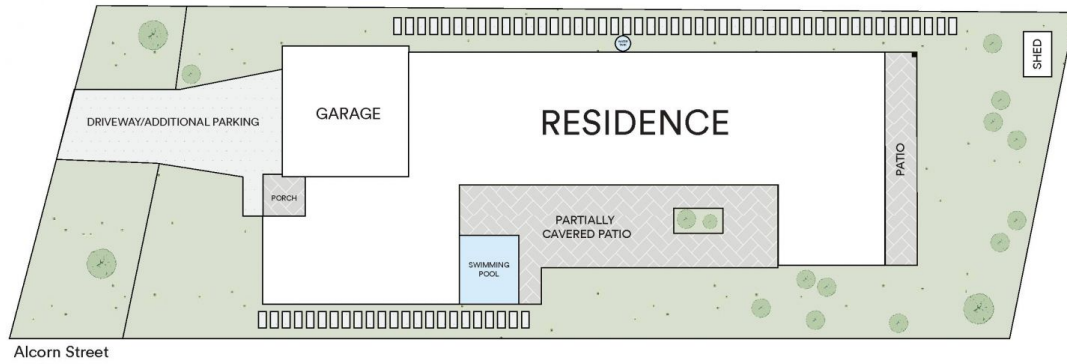 SHED
GARAGE
RESIDENCE
DRIVEWAY/ADDITIONAL PARKING
PATIO
PORCH
PARTIALLY
CAVERED PATIO
SWIMMING
POOL
Alcorn Street